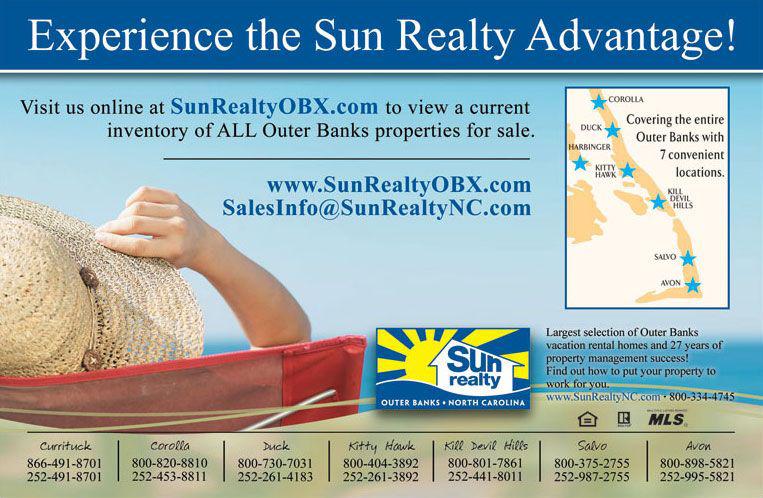 Experience the Sun Realty Advantage!
Visit us online at SunRealtyOBX.com to view a current
inventory of ALL Outer Banks properties for sale.
www.SunRealtyOBX.com
SalesInfo@SunRealtyNC.com
COROLLA
DUCK
HARBINGER
KITTY
HAWK
KILL
DEVIL
HILLS
SALVO
AVON
Covering the entire
Outer Banks with
7 convenient
locations.
Sun
realty
OUTER BANKS • NORTH CAROLINA
Largest selection of Outer Banks
vacation rental homes and 27 years of
property management success!
Find out how to put your property to
work for you.
www.SunRealtyNC.com • 800-334-4745
MLS
Currituck
866-491-8701
252-491-8701
Corolla
800-820-8810
252-453-8811
Duck
800-730-7031
252-261-4183
Kitty Hawk
800-404-3892
252-261-3892
Kill Devil Hills
800-801-7861
252-441-8011
Salvo
800-375-2755
252-987-2755
Avon
800-898-5821
252-995-5821